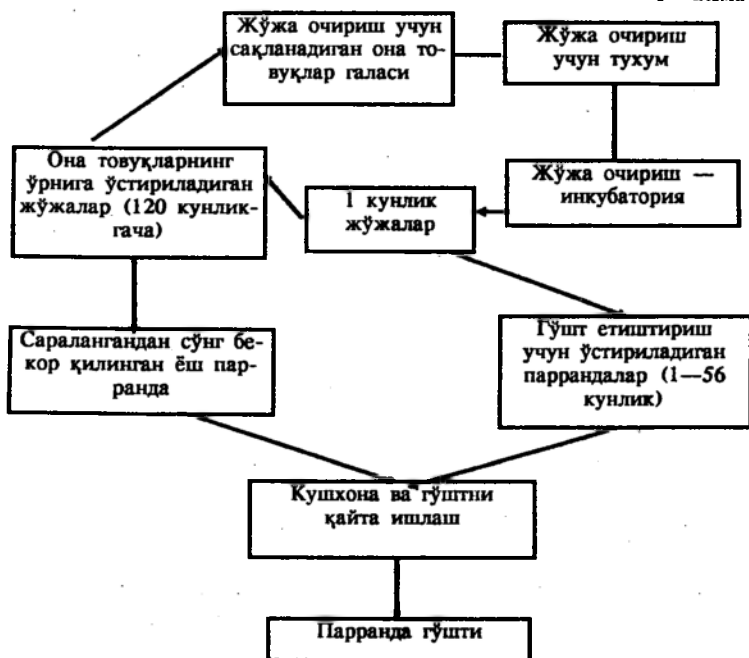 Жўжа очириш учун
сақланадиган она то-
вуқлар галаси
Жўжа очириш
учун тухум
Она товуқларнинг
ўрнига ўстириладиган
жўжалар (120 кунлик-
гача)
1 кунлик
жўжалар
Жўжа очириш —
инкубатория
Сараланганда​н сўнг бе-
кор қилинган ёш пар-
ранда
Гўшт етиштириш
учун ўстириладиган
паррандалар (1—56
кунлик)
Кушхона ва гўштни
қайта ишлаш
Парранда гўшти